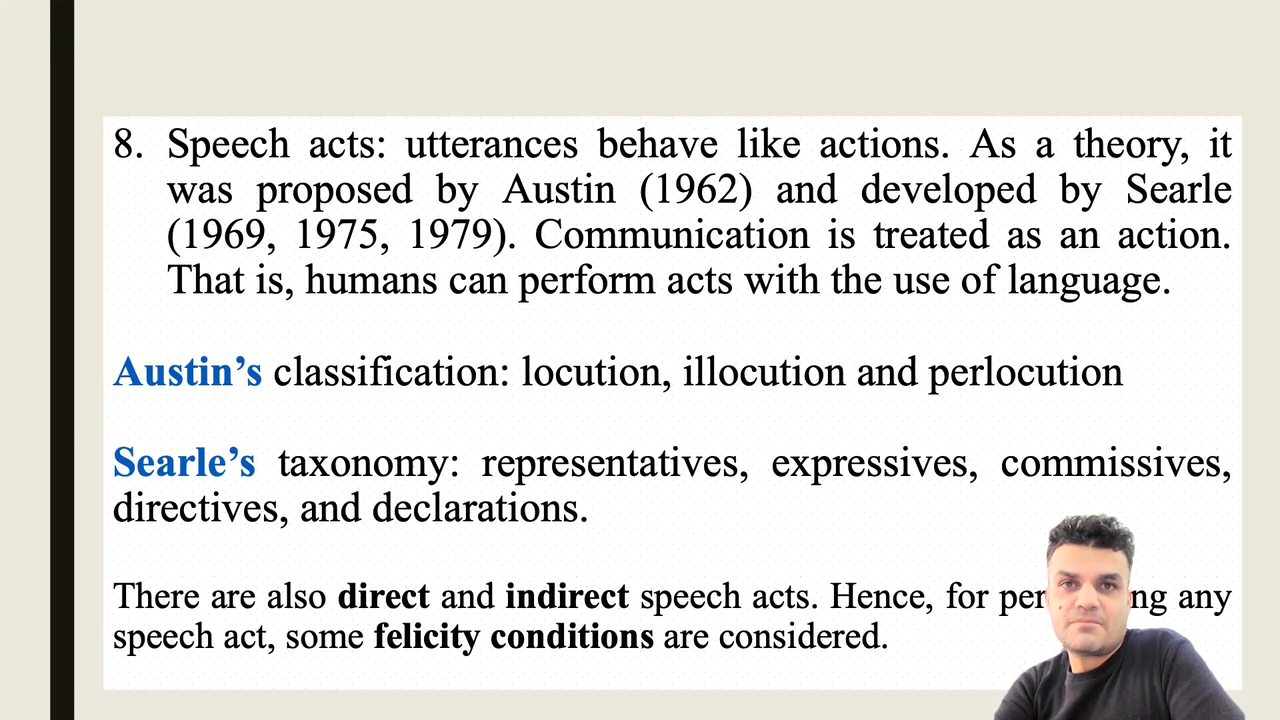 8. Speech acts: utterances behave like actions. As a theory, it
was proposed by Austin (1962) and developed by Searle
(1969, 1975, 1979). Communication is treated as an action.
That is, humans can perform acts with the use of language.
Austin’s classification: locution, illocution and perlocution
Searle’s taxonomy: representatives, expressives, commissives,
directives, and declarations.
There are also direct and indirect speech acts. Hence, for any
speech act, some felicity conditions are considered.